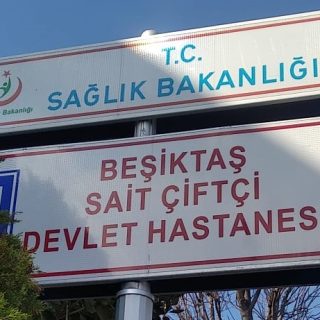 T.C.
SAĞLIK BAKANLIĞI
Bakanlığı
BEŞİKTAŞ
SAİT ÇİFTÇİ
DEVLET HASTANES